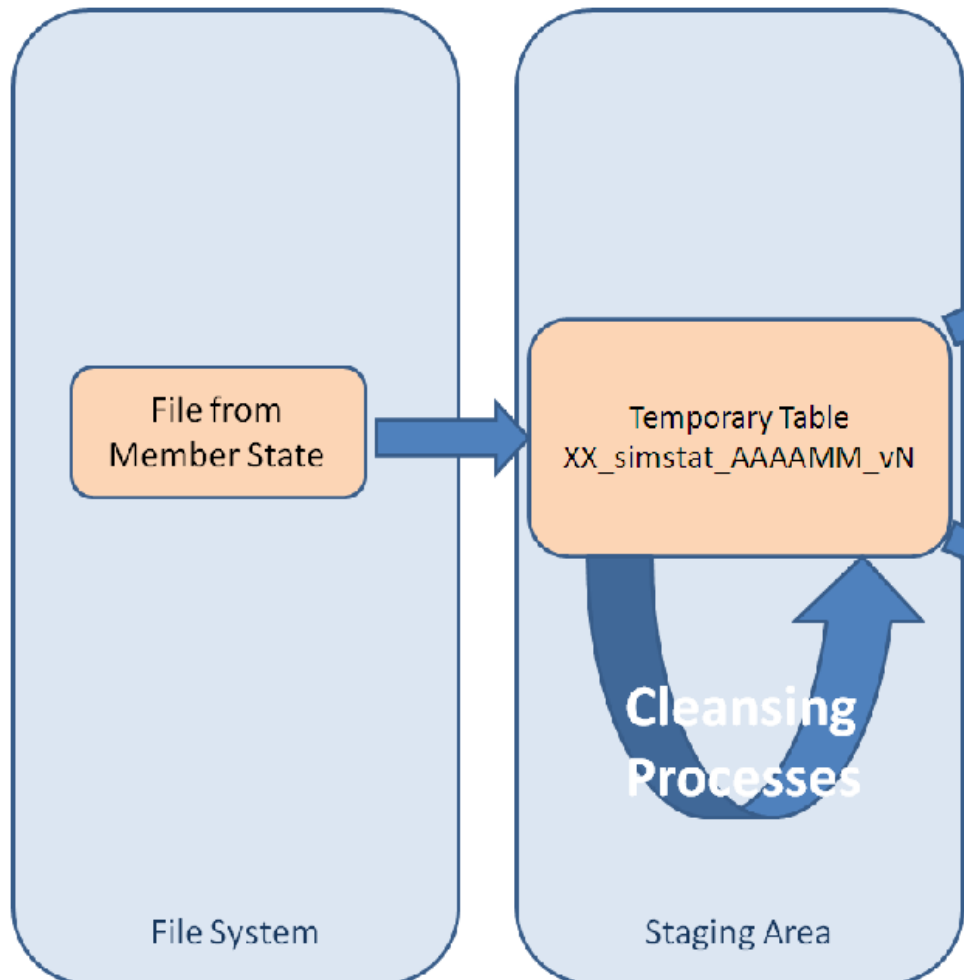 File from
Member State
Temporary Table
XX_simstat_AAAAMM_vN
Cleansing
Processes
File System
Staging Area